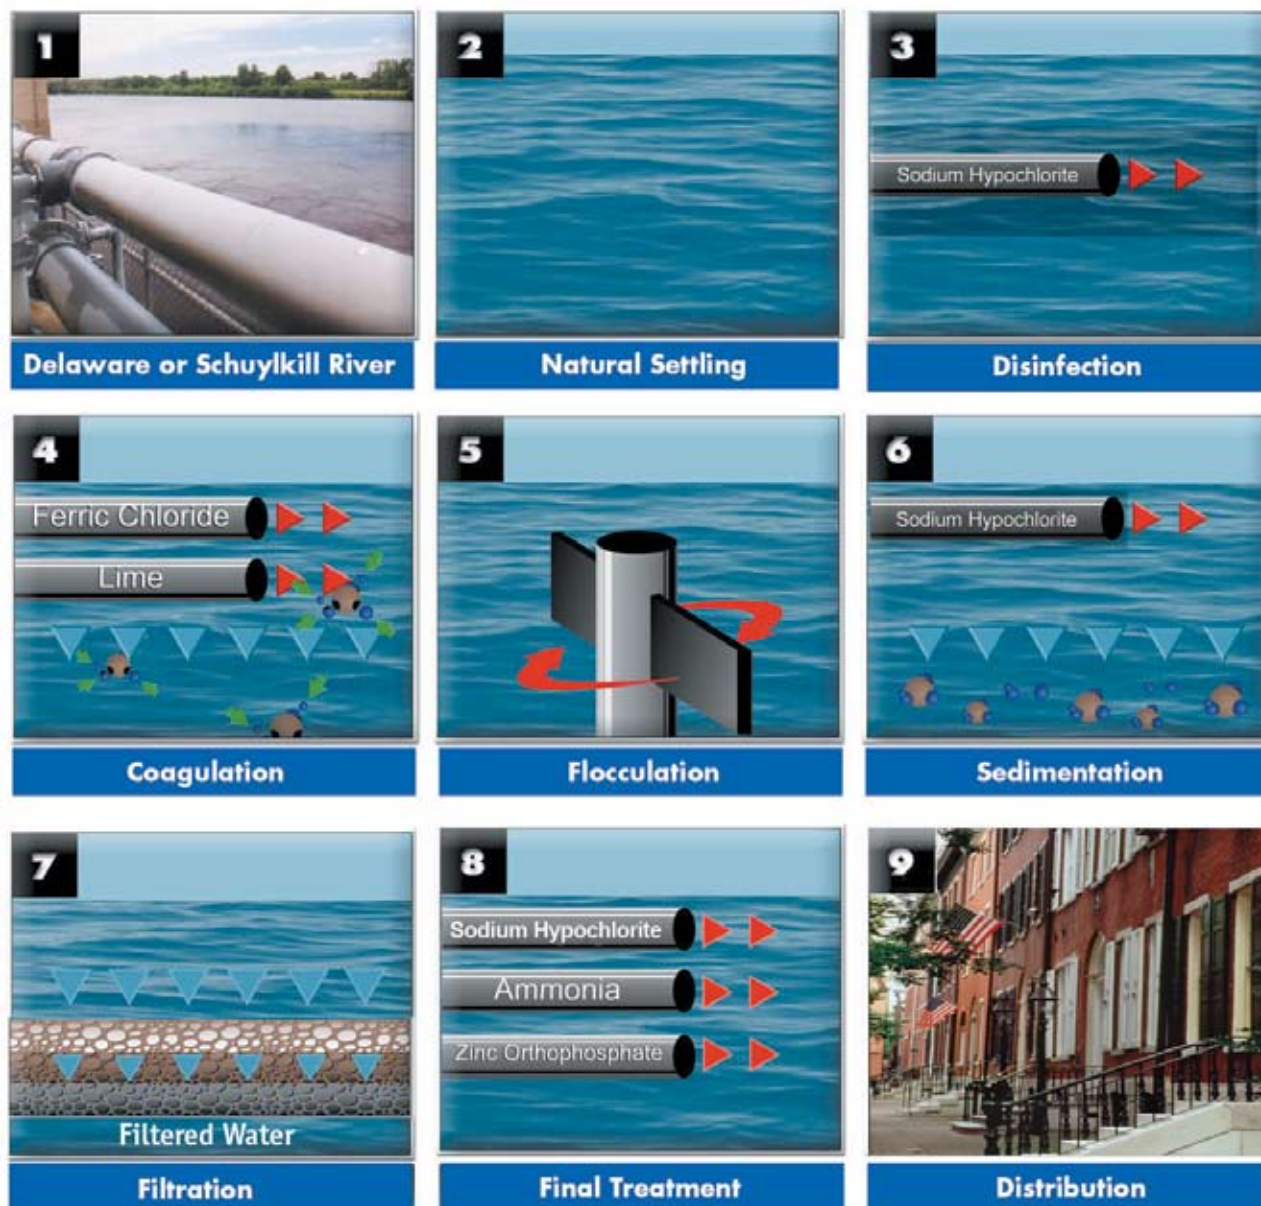 1
2
3
Sodium Hypochlorite
Delaware or Schuylkill River
Natural Settling
Disinfection
4
Ferric Chloride
Lime
5
6
Sodium Hypochlorite
Coagulation
Flocculation
Sedimentation
7
Filtered Water
8
Sodium Hypochlorite
Ammonia
Zinc Orthophosphate
9
Filtration
Final Treatment
Distribution